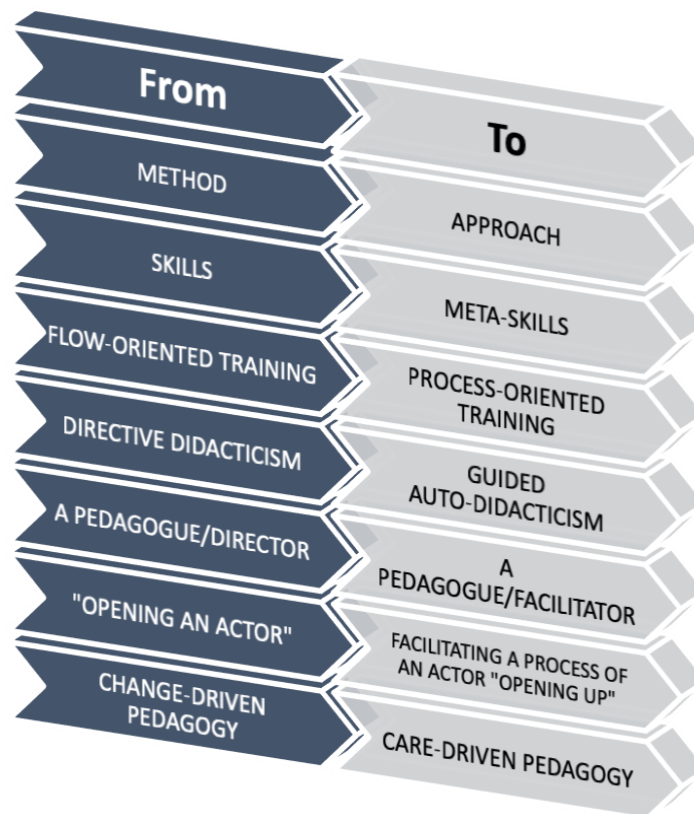 From
To
METHOD
APPROACH
SKILLS
META-SKILLS
FLOW-ORIENTED TRAINING
PROCESS-ORIENTED
TRAINING
DIRECTIVE DIDACTICISM
GUIDED
AUTO-DIDACTICISM
A PEDAGOGUE/DIRECTOR
A
PEDAGOGUE/FACILITATOR
"OPENING AN ACTOR"
FACILITATING A PROCESS OF
AN ACTOR "OPENING UP"
CHANGE-DRIVEN
PEDAGOGY
CARE-DRIVEN PEDAGOGY